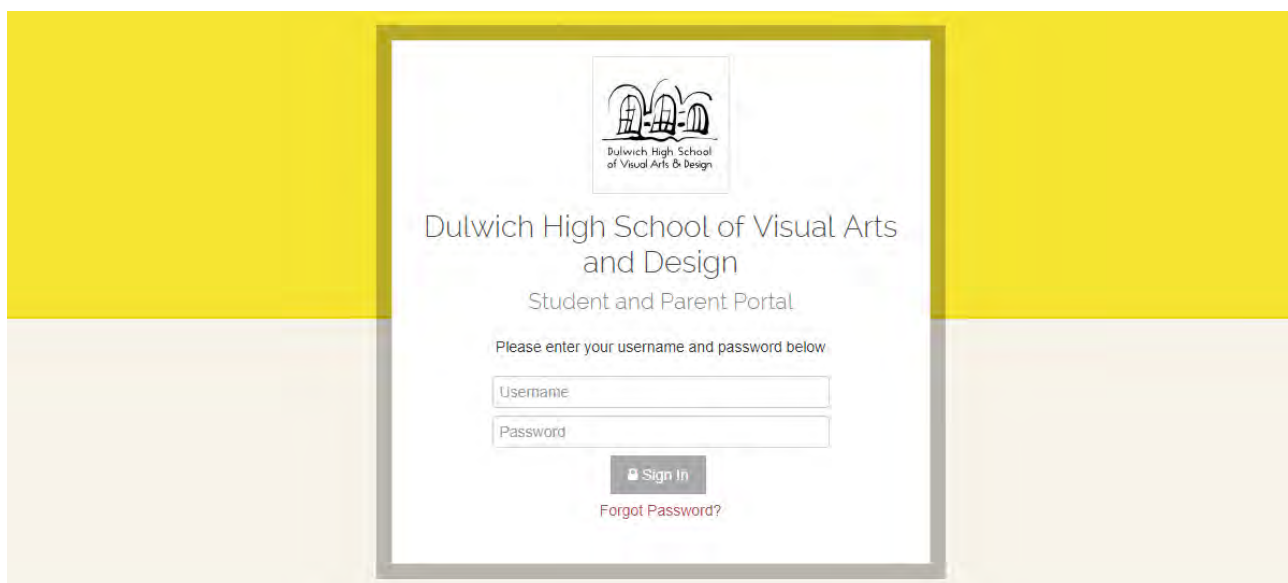 Dulwich High School
of Visual Arts & Design
Dulwich High School of Visual Arts
and Design
Student and Parent Portal
Please enter your username and password below
Username
Password
Sign In
Forgot Password?